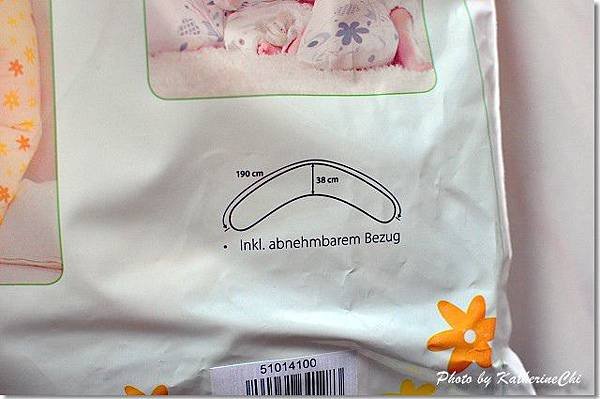 190 cm
38 cm
• Inkl. abnehmbarem Bezug
51014100
Photo by KatherineChi